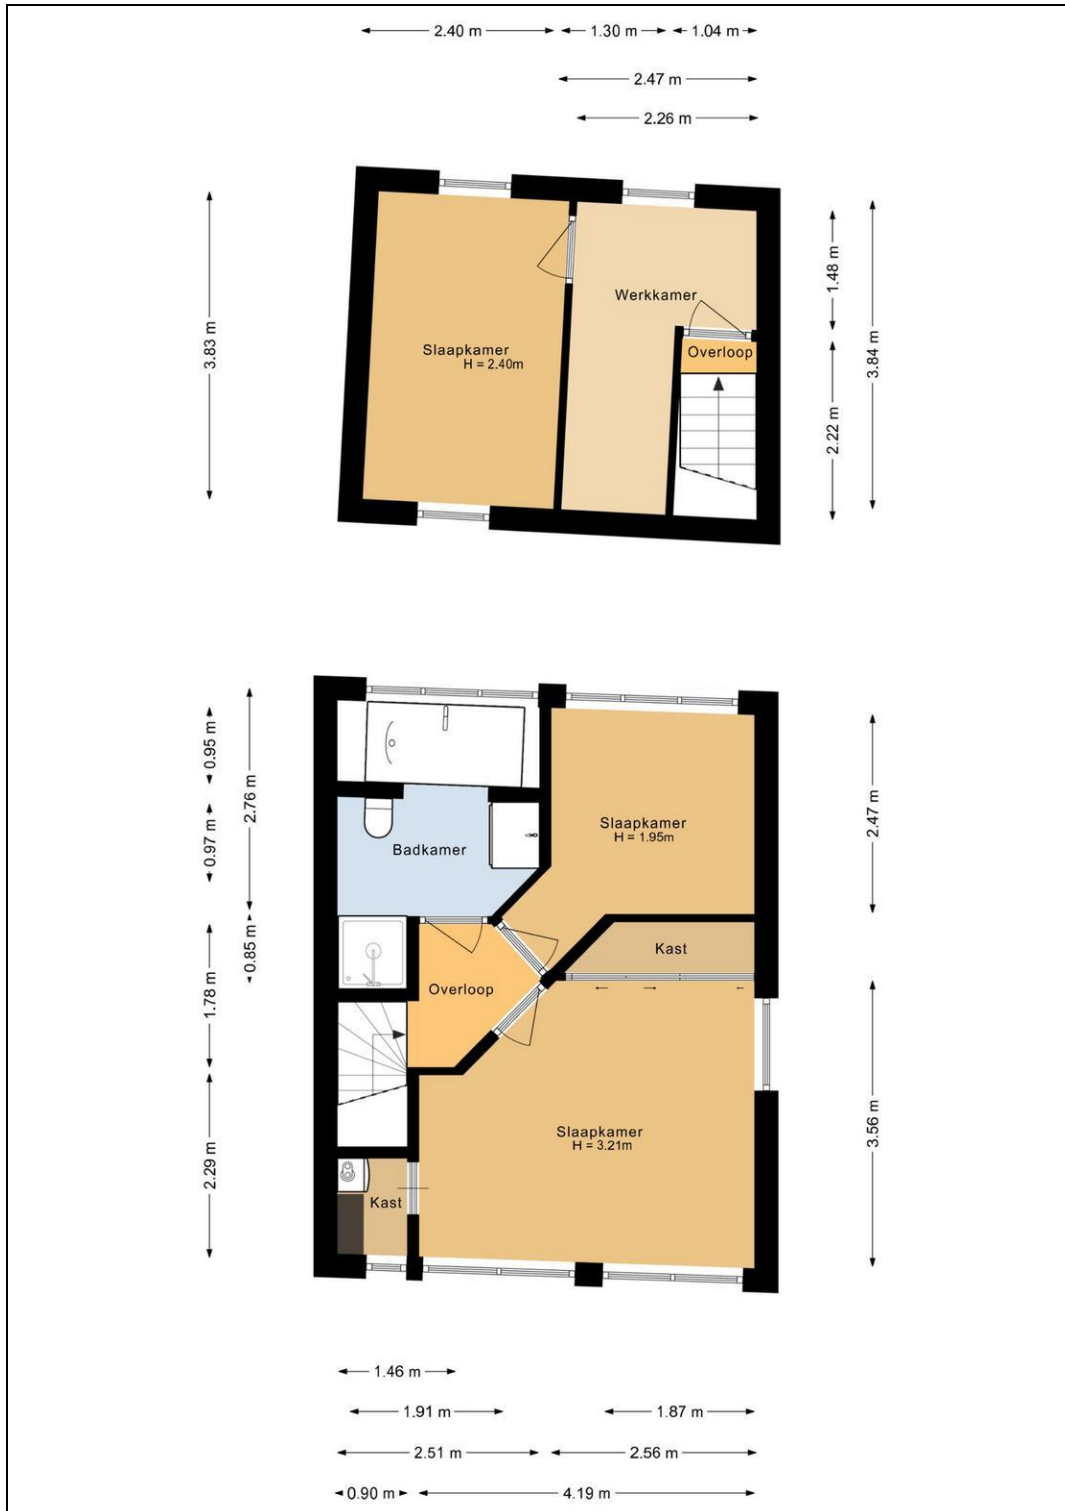 2.40 m
1.30 m
1.04 m
2.47 m
2.26 m
3.83 m
1.48 m
3.84 m
2.22 m
Werkkamer
Slaapkamer
H = 2.40m
Overloop
0.95 m
2.76 m
0.97 m
0.85 m
1.78 m
2.29 m
2.47 m
3.56 m
Slaapkamer
H = 1.95m
Badkamer
Kast
Overloop
Slaapkamer
H = 3.21m
Kast
1.46 m
1.91 m
1.87 m
2.51 m
2.56 m
0.90 m
4.19 m